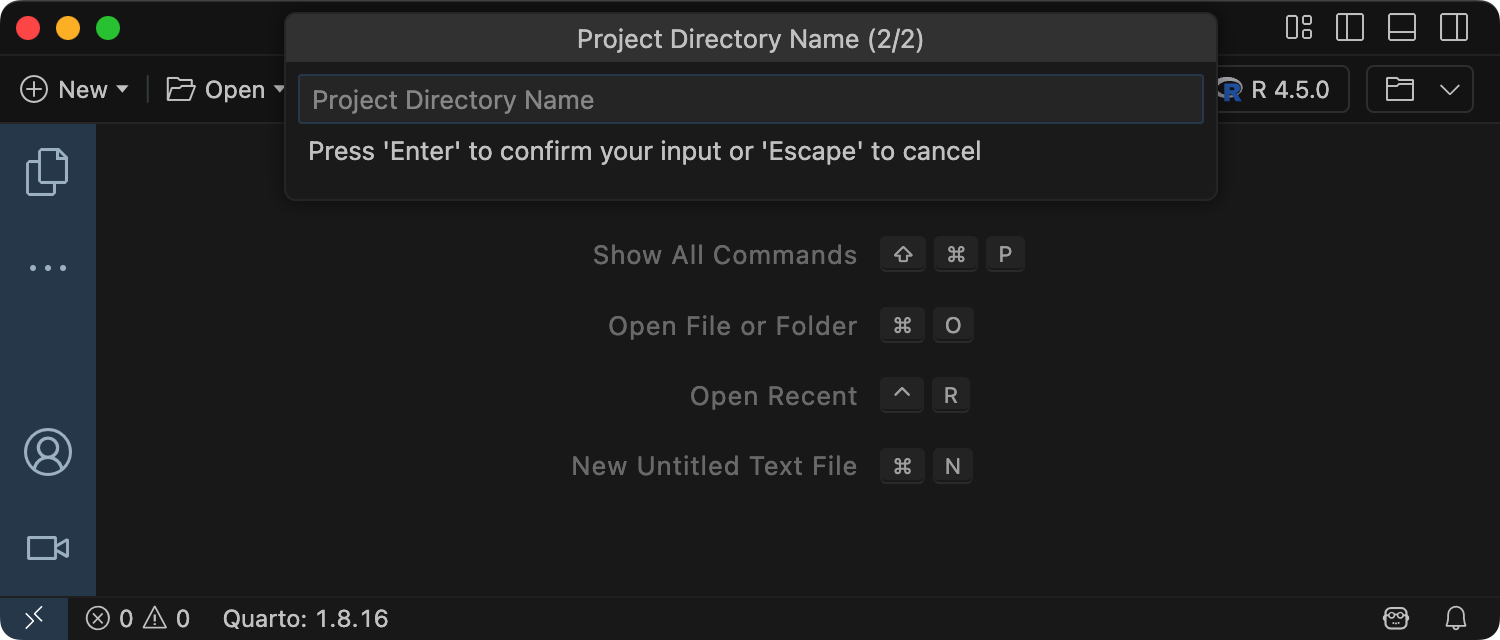 Project Directory Name (2/2)
New Open R 4.5.0
Project Directory Name
Press 'Enter' to confirm your input or 'Escape' to cancel
Show All Commands ⇧ ⌘ P
Open File or Folder ⌘ O
Open Recent ^ R
New Untitled Text File ⌘ N
0 0 Quarto: 1.8.16